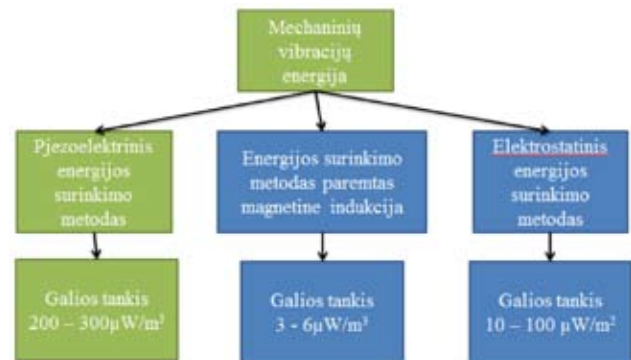 Mechaninių
vibracijų
energija
Pjezoelektrinis
energijos
surinkimo
metodas
Energijos surinkimo
metodas paremtas
magnetine indukcija
Elektrostatinis
energijos
surinkimo
metodas
Galios tankis
200 – 300µW/m³
Galios tankis
3 - 6µW/m³
Galios tankis
10 – 100 µW/m²